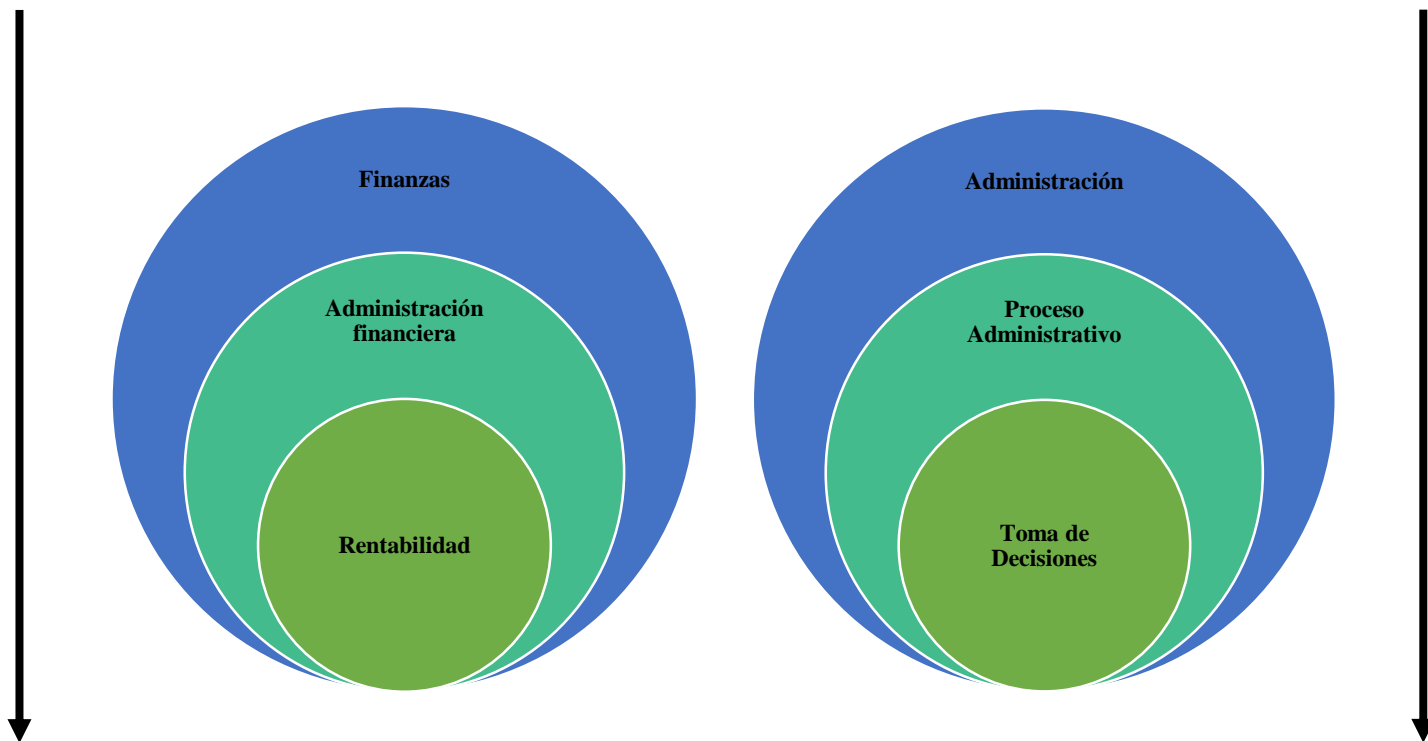 Finanzas
Administración
financiera
Rentabilidad
Administración
Proceso
Administrativo
Toma de
Decisiones